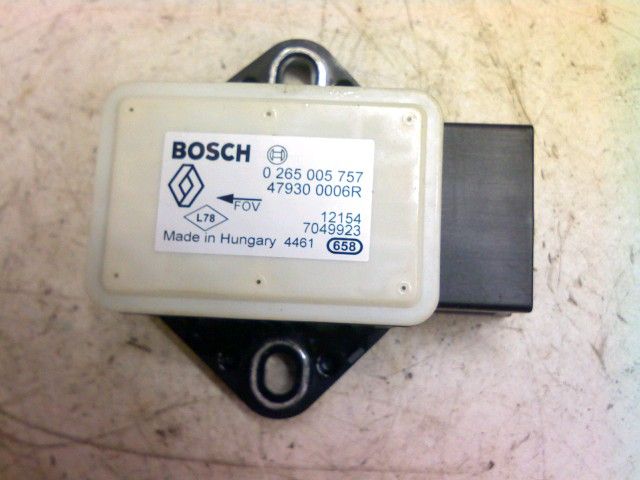 BOSCH
0 265 005 757
47930 0006R
FOV
L78
12154
7049923
Made in Hungary 4461 658